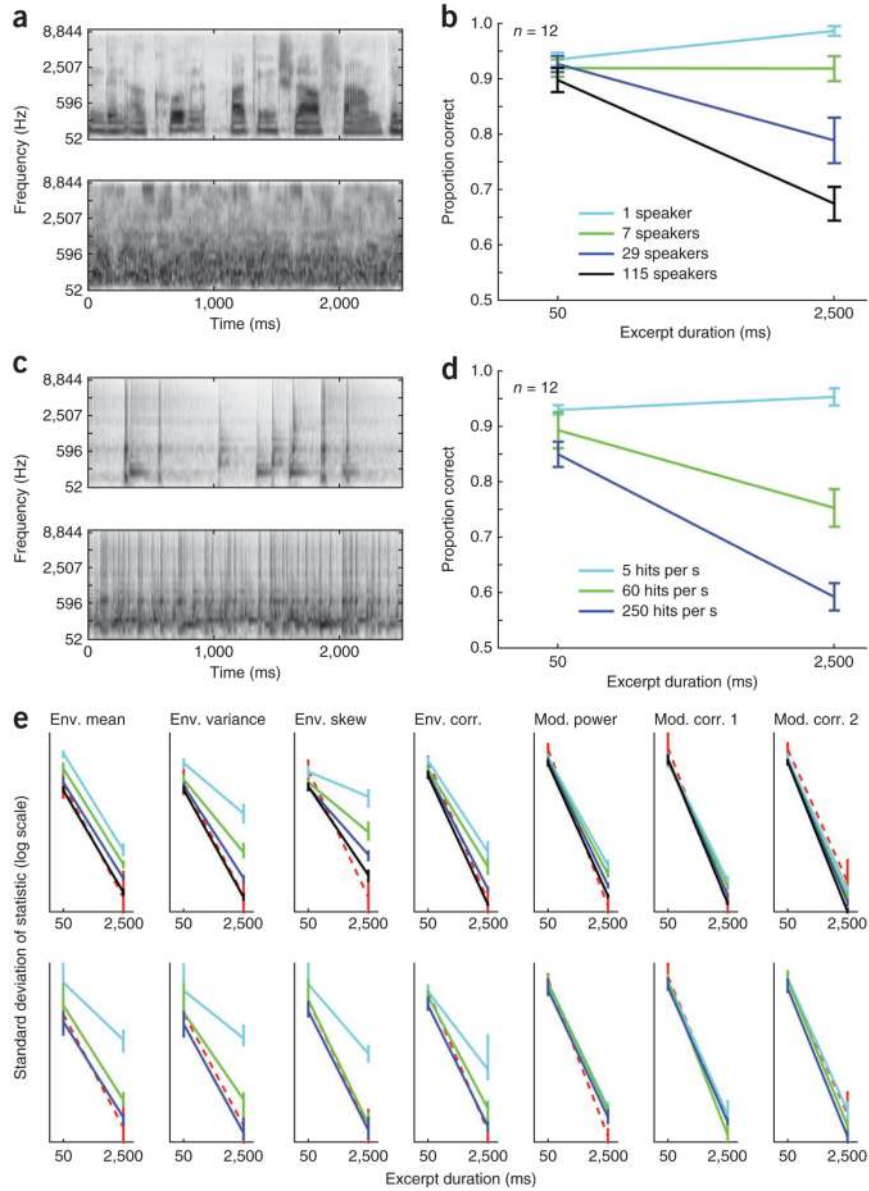 a
Frequency (Hz)
8,844
2,507
596
52
8,844
2,507
596
52
0 1,000 2,000
Time (ms)
b
n = 12
Proportion correct
1.0
0.9
0.8
0.7
0.6
0.5
1 speaker
7 speakers
29 speakers
115 speakers
50 2,500
Excerpt duration (ms)
c
Frequency (Hz)
8,844
2,507
596
52
8,844
2,507
596
52
0 1,000 2,000
Time (ms)
d
n = 12
Proportion correct
1.0
0.9
0.8
0.7
0.6
0.5
5 hits per s
60 hits per s
250 hits per s
50 2,500
Excerpt duration (ms)
e
Env. mean Env. variance Env. skew Env. corr. Mod. power Mod. corr. 1 Mod. corr. 2
Standard deviation of statistic (log scale)
50 2,500 50 2,500 50 2,500 50 2,500 50 2,500 50 2,500 50 2,500
50 2,500 50 2,500 50 2,500 50 2,500 50 2,500 50 2,500 50 2,500
Excerpt duration (ms)